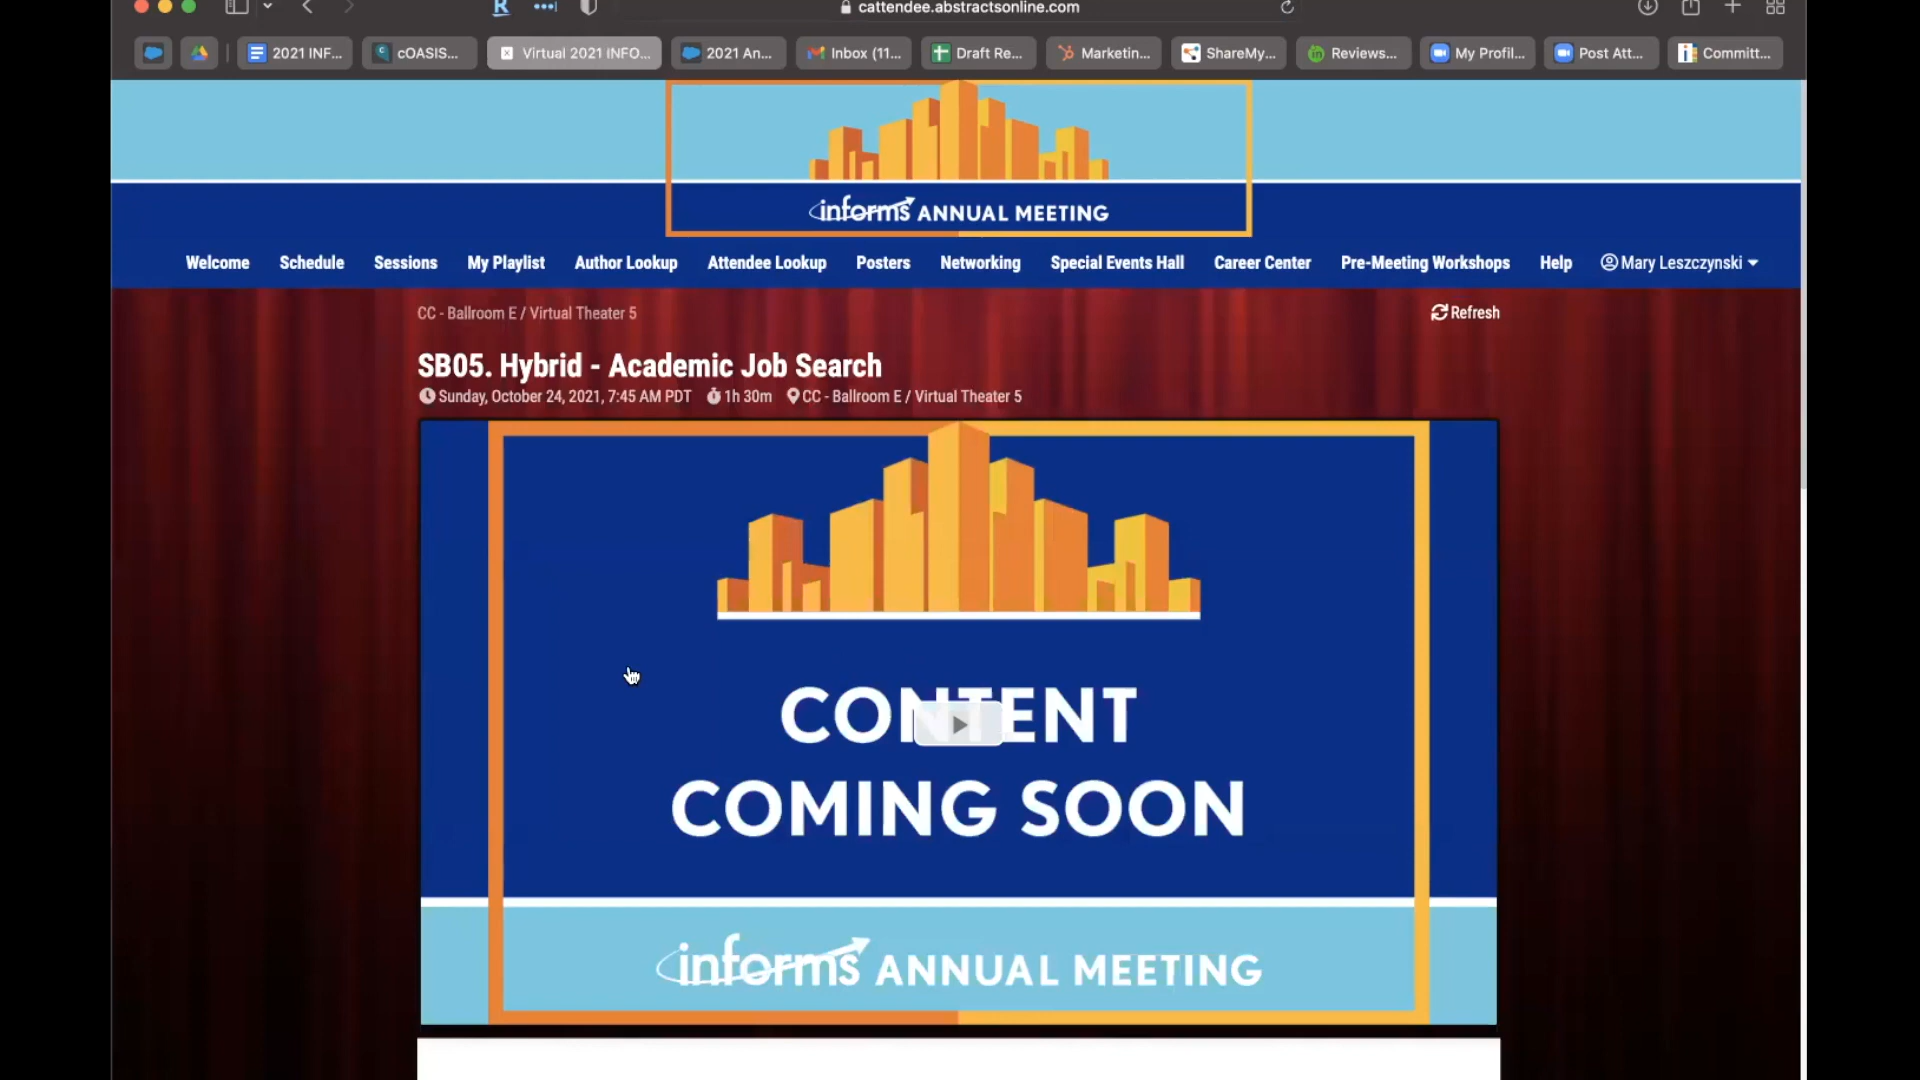 cattendee.abstractsonline.com
2021 INF...
cOASIS...
Virtual 2021 INFO...
2021 An...
Inbox (11...
Draft Re...
Marketin...
ShareMy...
Reviews...
My Profil...
Post Att...
Committ...
informs ANNUAL MEETING
Welcome Schedule Sessions My Playlist Author Lookup Attendee Lookup Posters Networking Special Events Hall Career Center Pre-Meeting Workshops Help Mary Leszczynski
CC - Ballroom E / Virtual Theater 5
Refresh
SB05. Hybrid - Academic Job Search
Sunday, October 24, 2021, 7:45 AM PDT 1h 30m CC - Ballroom E / Virtual Theater 5
CONTENT
COMING SOON
informs ANNUAL MEETING